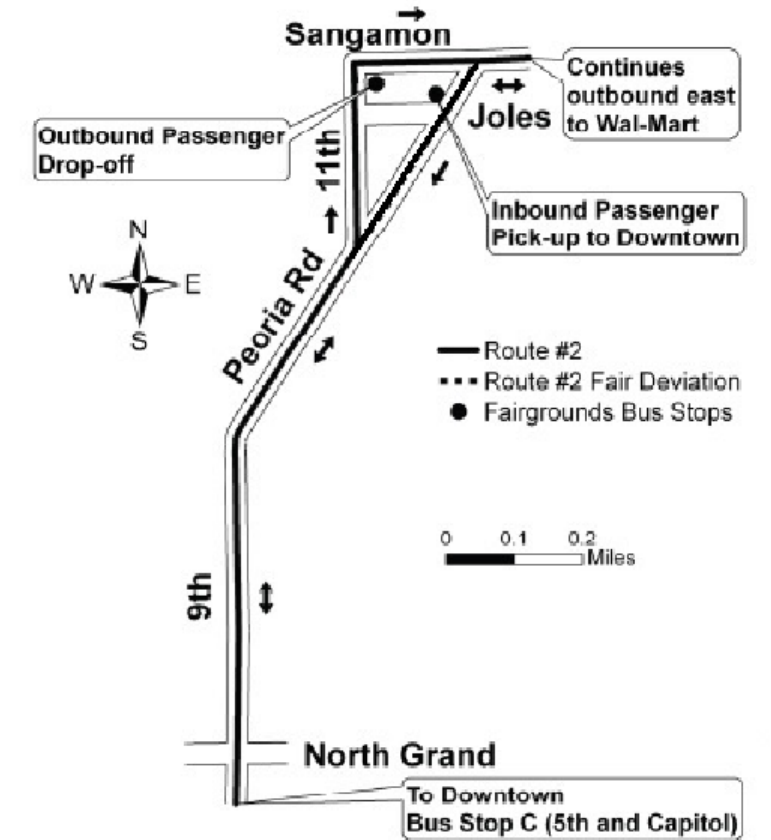 Sangamon
Continues
outbound east
to Wal-Mart
Joles
Outbound Passenger
Drop-off
11th
Inbound Passenger
Pick-up to Downtown
N
W
E
S
Peoria Rd
Route #2
Route #2 Fair Deviation
Fairgrounds Bus Stops
0 0.1 0.2
Miles
9th
North Grand
To Downtown
Bus Stop C (5th and Capitol)